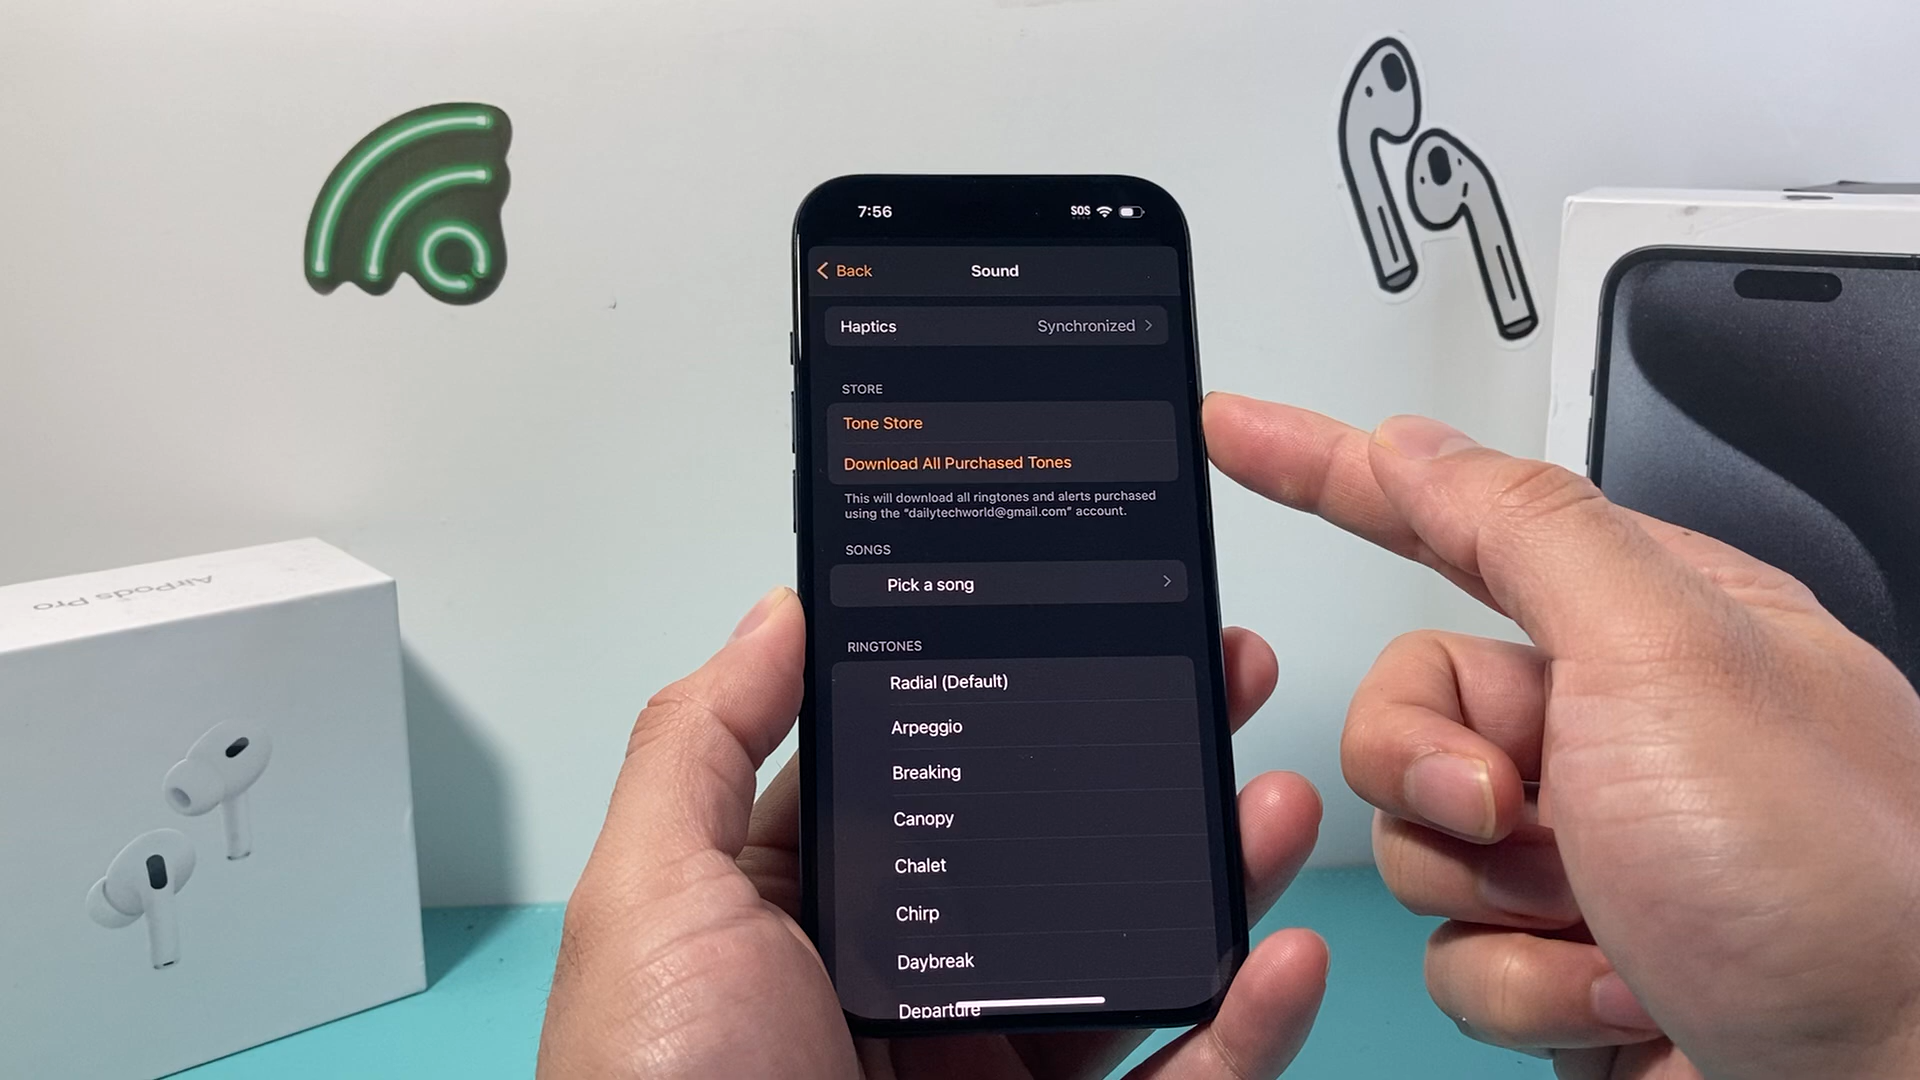 7:56 SOS
Back Sound
Haptics Synchronized
STORE
Tone Store
Download All Purchased Tones
This will download all ringtones and alerts purchased
using the “dailytechworld@gmail.com” account.
SONGS
Pick a song
RINGTONES
Radial (Default)
Arpeggio
Breaking
Canopy
Chalet
Chirp
Daybreak
Departure
AirPods Pro